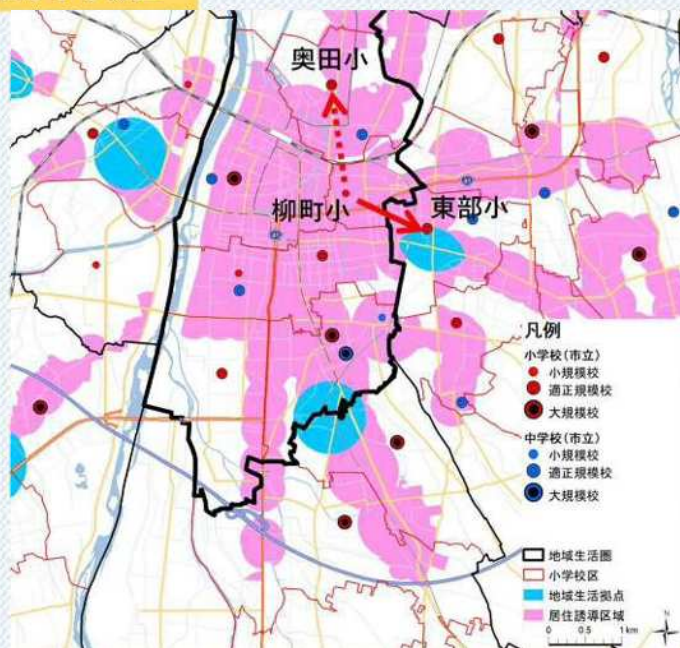 奥田小
柳町小
東部小
凡例
小学校(市立)
小規模校
適正規模校
大規模校
中学校(市立)
小規模校
適正規模校
大規模校
地域生活圏
小学校区
地域生活拠点
居住誘導区域
N
0 0.5 1 km